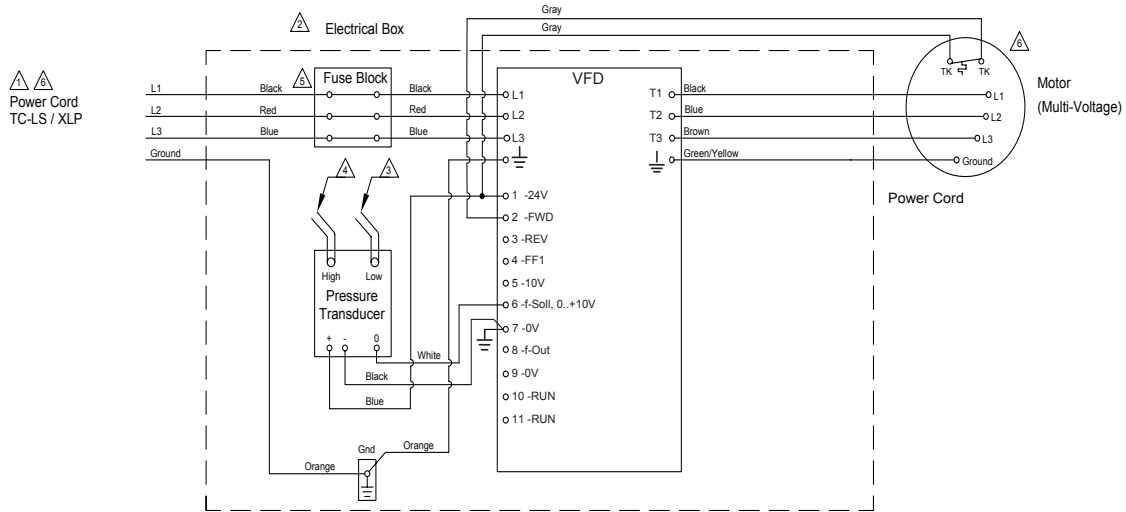 Gray
Gray
2 Electrical Box
1 6
Power Cord
TC-LS / XLP
5 Fuse Block
VFD
6
Motor
(Multi-Voltage)
TK TK
L1 Black Black L1 T1 Black L1
L2 Red Red L2 T2 Blue L2
L3 Blue Blue L3 T3 Brown L3
Ground Green/Yellow Ground
Power Cord
4 3
High Low
Pressure
Transducer
+ - 0
1 -24V
2 -FWD
3 -REV
4 -FF1
5 -10V
6 -f-Soll, 0..+10V
7 -0V
8 -f-Out
9 -0V
10 -RUN
11 -RUN
White
Black
Blue
Gnd Orange
Orange